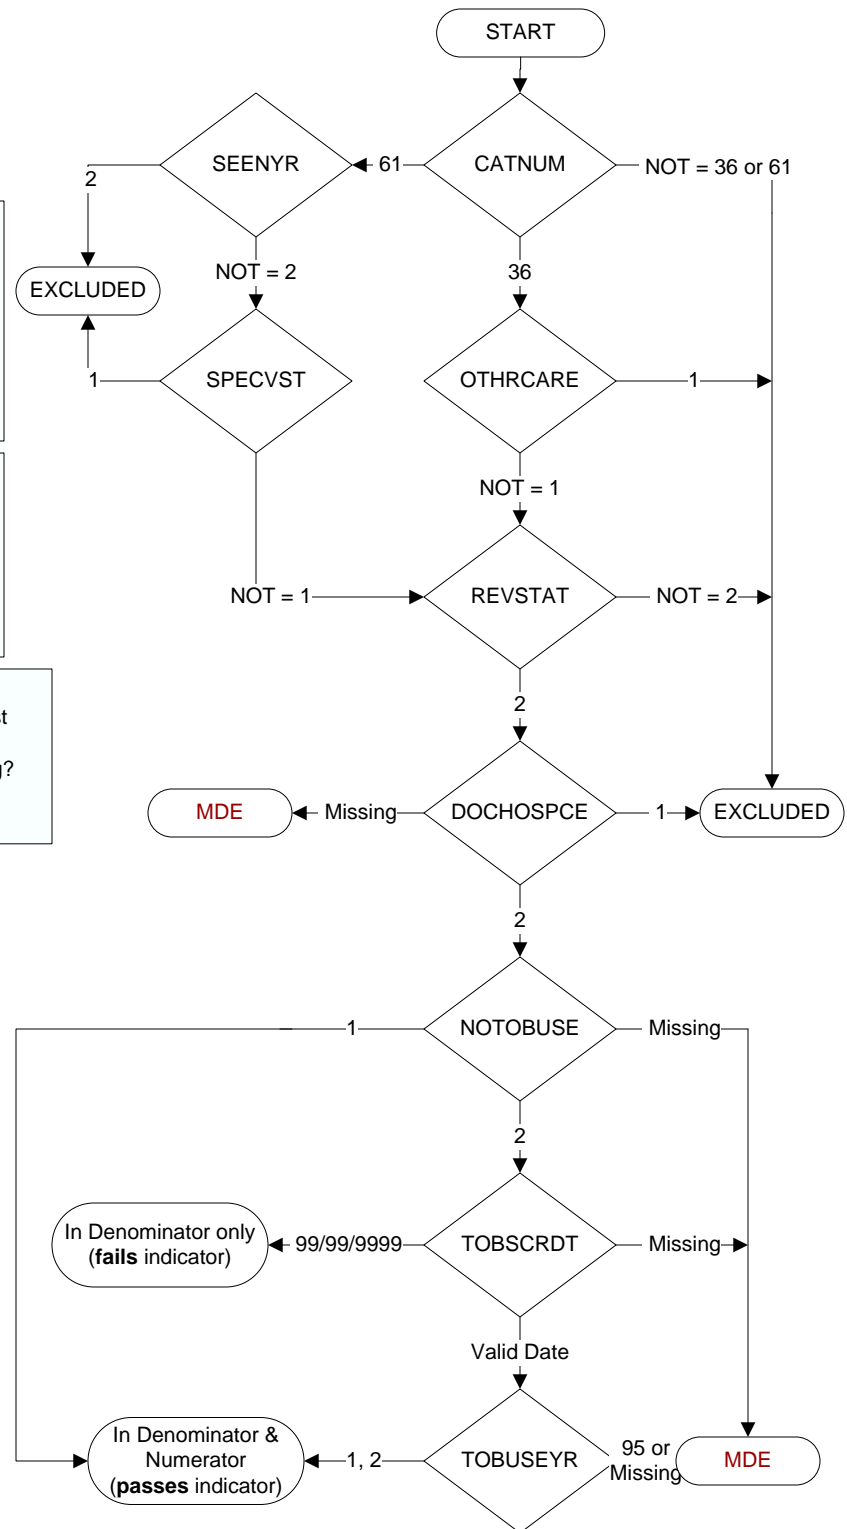 START
SEENYR
61
CATNUM
NOT = 36 or 61
2
NOT = 2
36
EXCLUDED
SPECVST
1
OTHRCARE
1
NOT = 1
NOT = 1
REVSTAT
NOT = 2
2
MDE
Missing
DOCHOSPCE
1
EXCLUDED
2
1
NOTOBUSE
Missing
2
In Denominator only
(fails indicator)
99/99/9999
TOBSCRDT
Missing
Valid Date
In Denominator &
Numerator
(passes indicator)
1, 2
TOBUSEYR
95 or
Missing
MDE